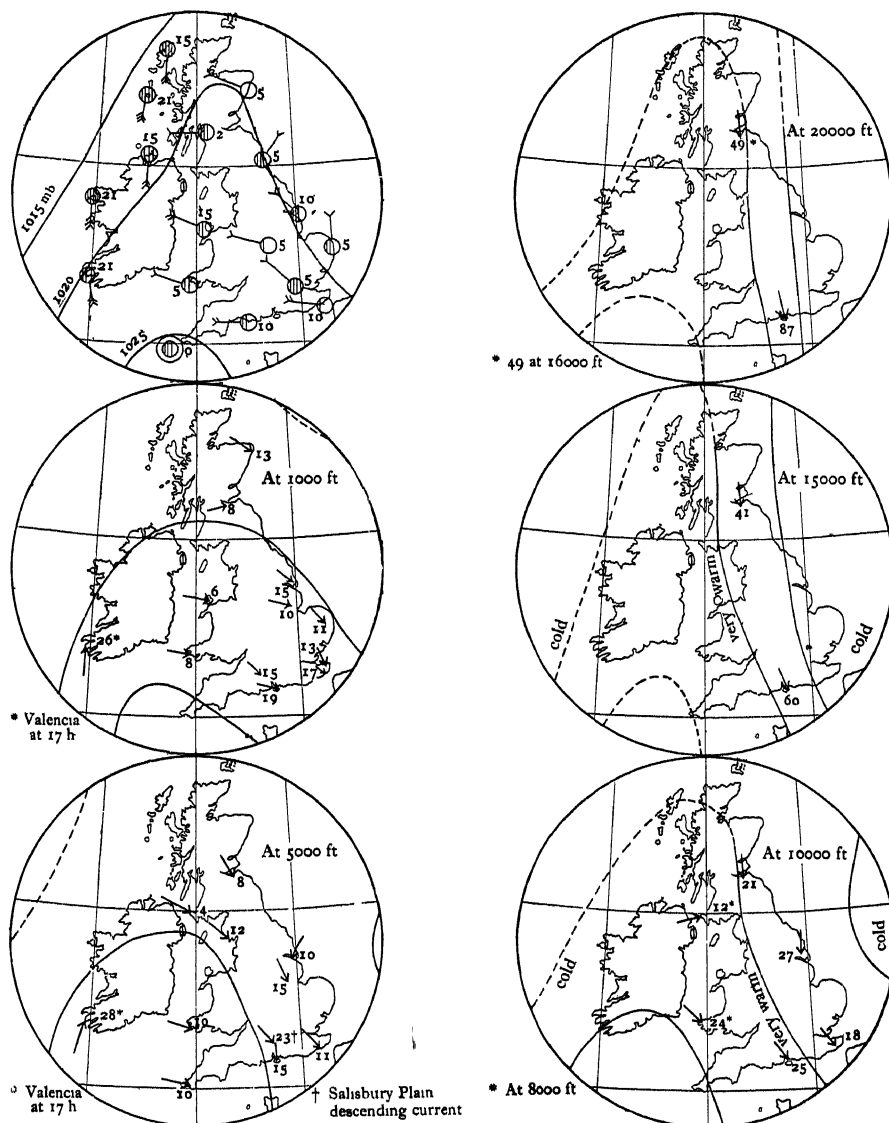 15
21
5
15
2
5
1015 mb
21
10
15
5
5
1020
21
5
5
10
10
1025
0
49 *
At 20000 ft
87
* 49 at 16000 ft
13
At 1000 ft
8
15
6
10
11
26*
13
8
17
15
19
* Valencia
at 17 h
At 15000 ft
41
very warm
cold
cold
60
At 5000 ft
8
4
12
10
15
28*
10
23†
11
15
10
Valencia
at 17 h
† Salisbury Plain
descending current
At 10000 ft
21
12*
cold
cold
27
very warm
24*
18
25
* At 8000 ft